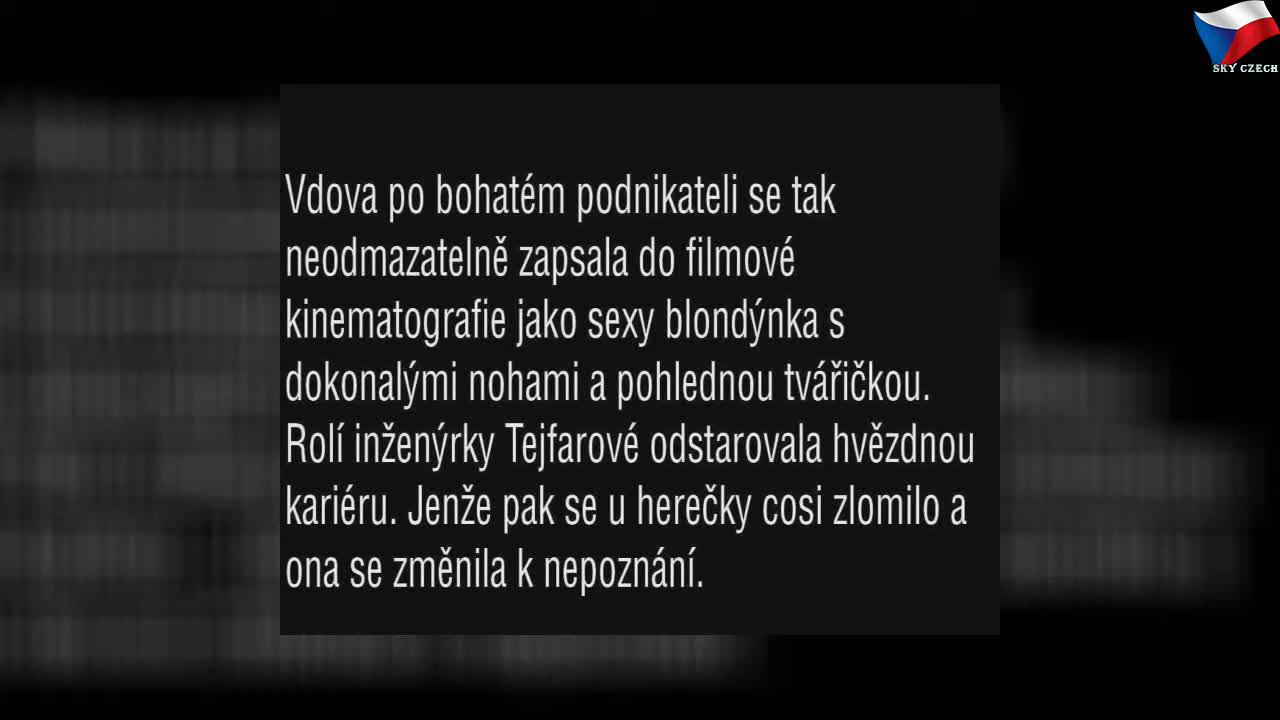 SKY CZECH
Vdova po bohatém podnikateli se tak
neodmazatelně zapsala do filmové
kinematografie jako sexy blondýnka s
dokonalými nohami a pohlednou tvářičkou.
Rolí inženýrky Tejfarové odstarovala hvězdnou
kariéru. Jenže pak se u herečky cosi zlomilo a
ona se změnila k nepoznání.